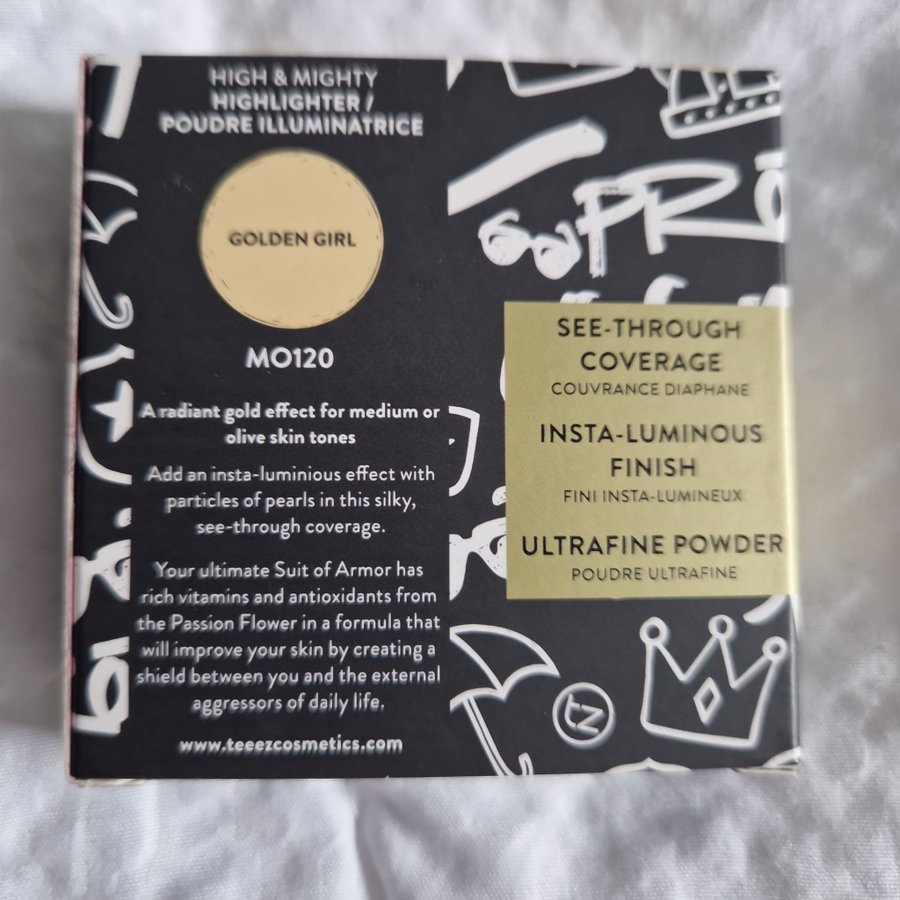 HIGH & MIGHTY
HIGHLIGHTER /
POUDRE ILLUMINATRICE
GOLDEN GIRL
MO120
A radiant gold effect for medium or
olive skin tones
Add an insta-luminious effect with
particles of pearls in this silky,
see-through coverage.
Your ultimate Suit of Armor has
rich vitamins and antioxidants from
the Passion Flower in a formula that
will improve your skin by creating a
shield between you and the external
aggressors of daily life.
www.teeezcosmetics.com
SEE-THROUGH
COVERAGE
COUVRANCE DIAPHANE
INSTA-LUMINOUS
FINISH
FINI INSTA-LUMINEUX
ULTRAFINE POWDER
POUDRE ULTRAFINE
tz